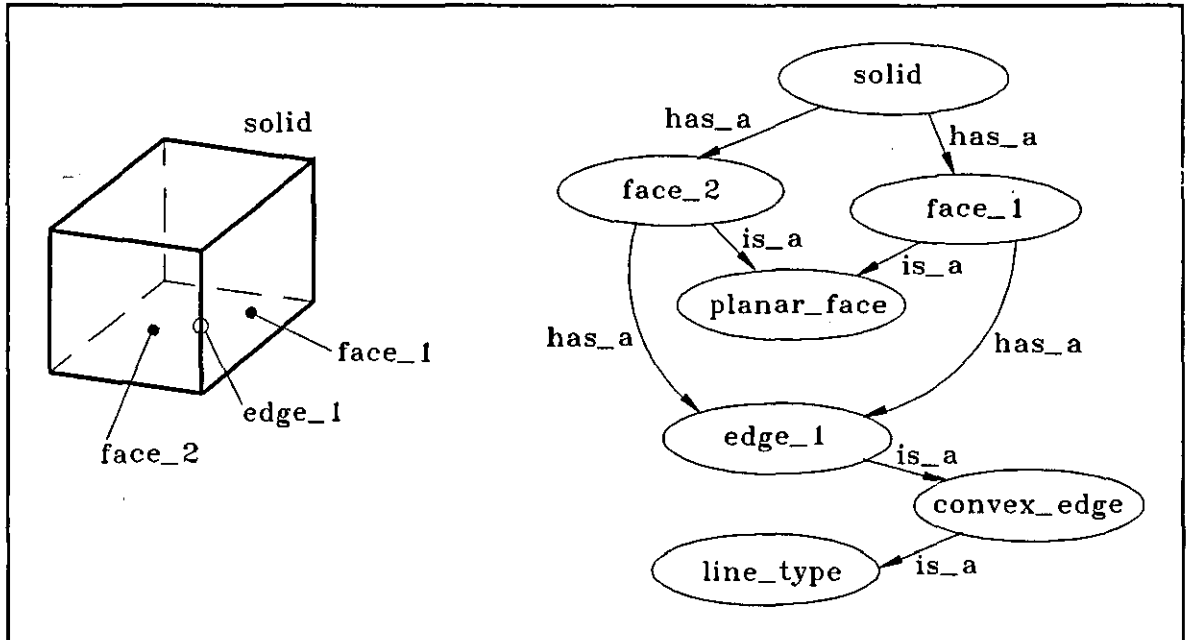 solid
face_1
edge_1
face_2
solid
has_a
has_a
face_2
face_1
is_a
is_a
planar_face
has_a
has_a
edge_1
is_a
convex_edge
line_type
is_a